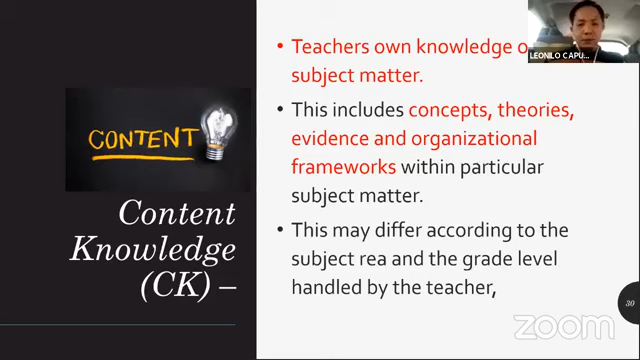 CONTENT
Content
Knowledge
(CK) –
• Teachers own knowledge o
subject matter.
• This includes concepts, theories,
evidence and organizational
frameworks within particular
subject matter.
• This may differ according to the
subject rea and the grade level
handled by the teacher,
LEONILO CAPU...
30
zoom